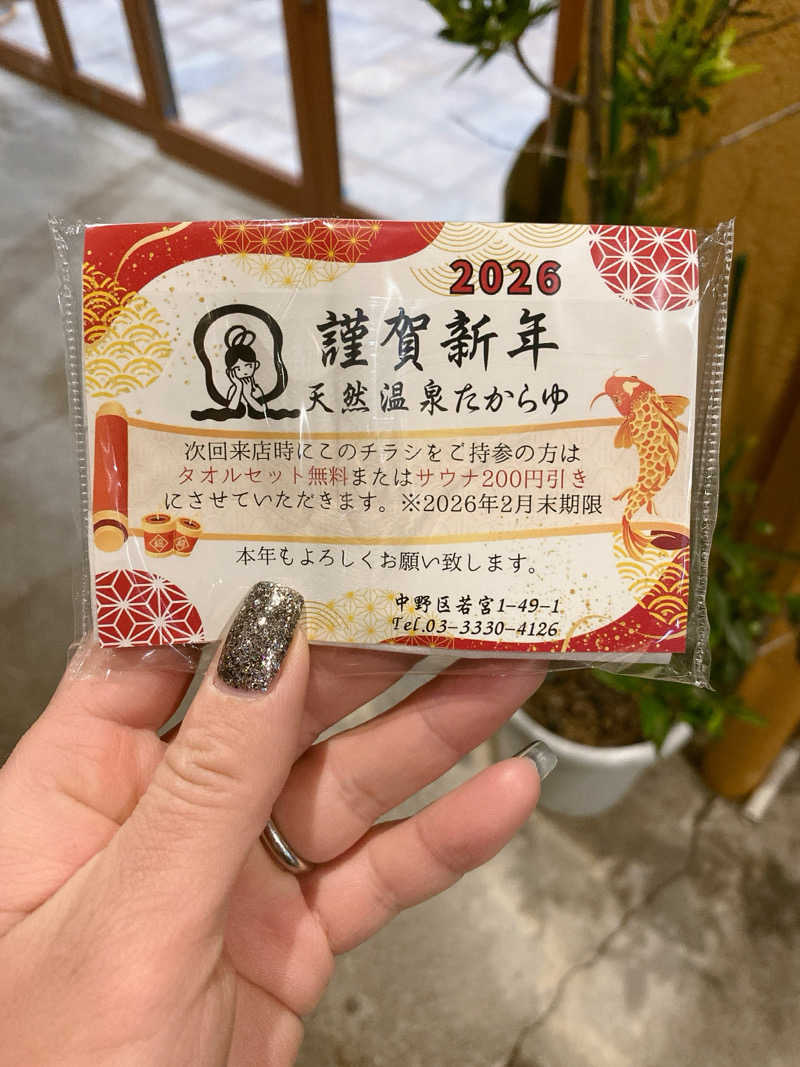 2026
謹賀新年
天然温泉たからゆ
次回来店時にこのチラシをご持参の方は
タオルセット無料またはサウナ200円引き
にさせていただきます。※2026年2月末期限
本年もよろしくお願い致します。
中野区若宮1-49-1
Tel.03-3330-4126